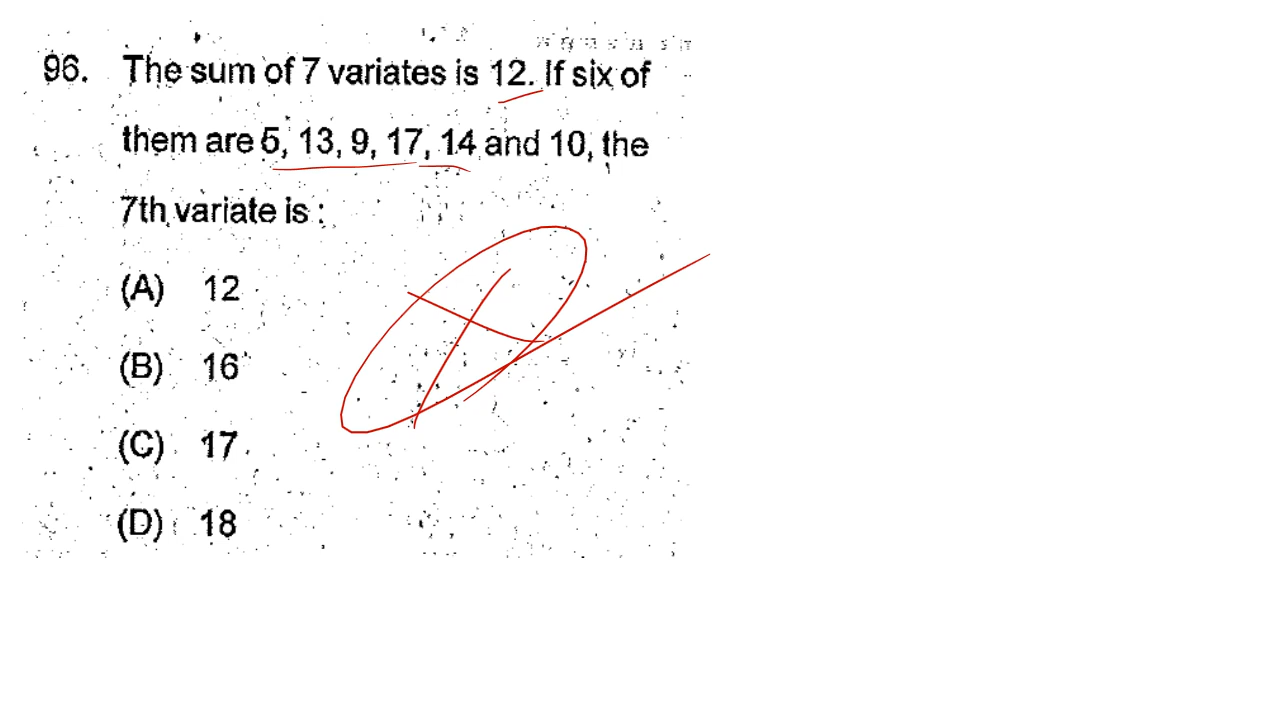 96. The sum of 7 variates is 12. If six of
them are 5, 13, 9, 17, 14 and 10, the
7th variate is :
(A) 12
(B) 16
(C) 17
(D) 18